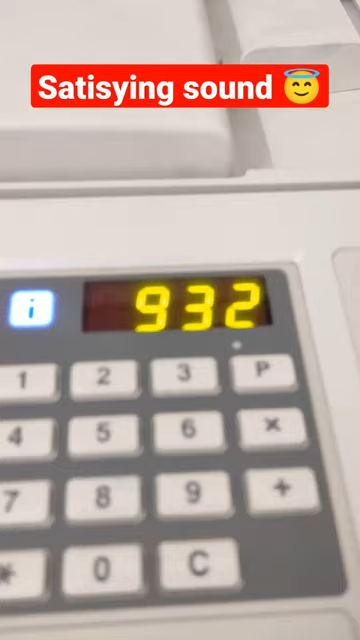 Satisying sound 😇
i
932
1 2 3 P
4 5 6 ×
7 8 9 +
* 0 C